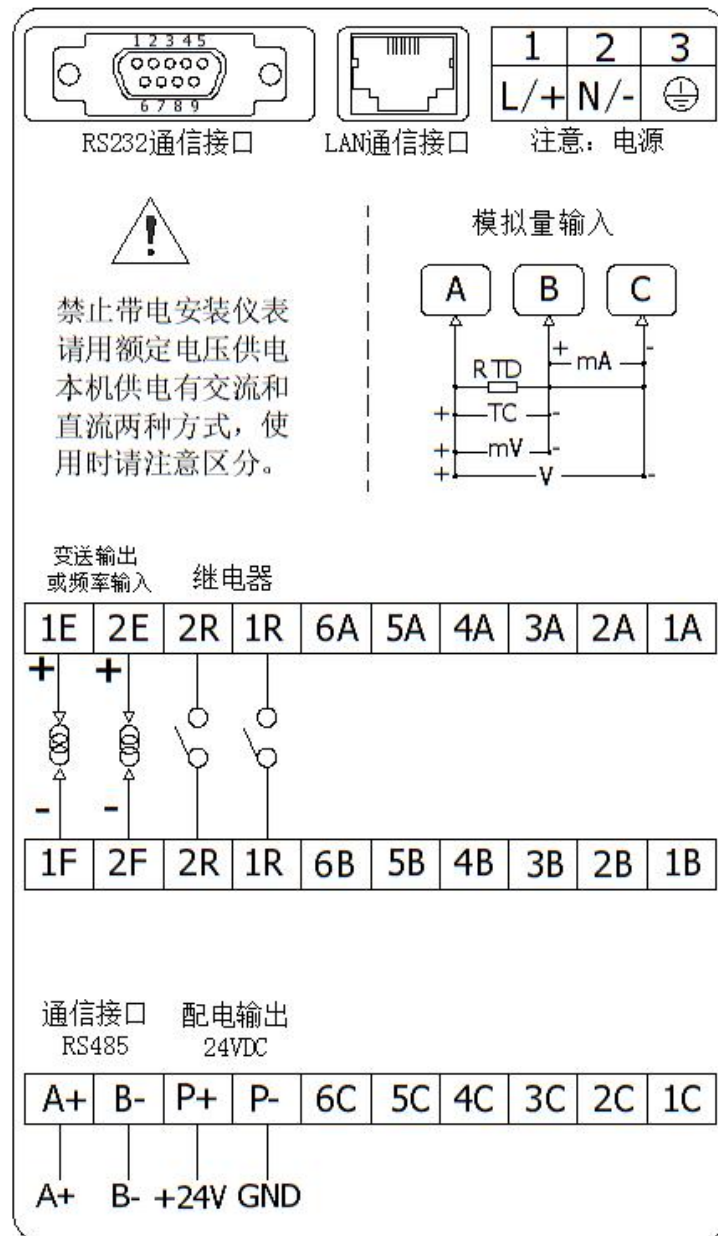 1 2 3 4 5
6 7 8 9
RS232通信接口
LAN通信接口
1 2 3
L/+ N/-
注意：电源
!
禁止带电安装仪表
请用额定电压供电
本机供电有交流和
直流两种方式，使
用时请注意区分。
模拟量输入
A B C
+ mA -
RTD
+ TC -
+ mV -
+ V -
变送输出
或频率输入
继电器
1E 2E 2R 1R 6A 5A 4A 3A 2A 1A
+ +
- -
1F 2F 2R 1R 6B 5B 4B 3B 2B 1B
通信接口
RS485
配电输出
24VDC
A+ B- P+ P- 6C 5C 4C 3C 2C 1C
A+ B- +24V GND